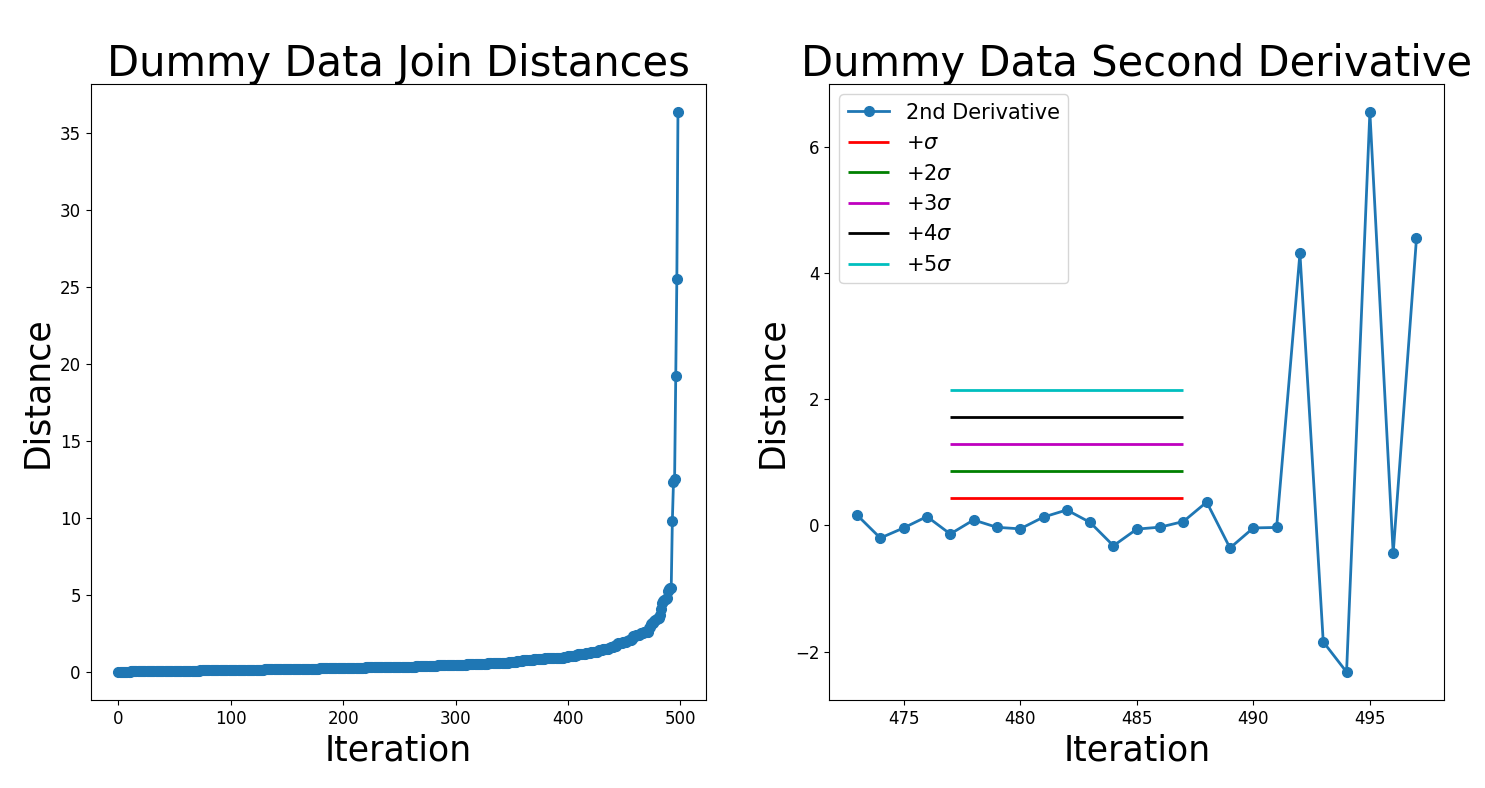 Dummy Data Join Distances
Distance
35
30
25
20
15
10
5
0
0 100 200 300 400 500
Iteration
Dummy Data Second Derivative
2nd Derivative
+σ
+2σ
+3σ
+4σ
+5σ
Distance
6
4
2
0
−2
475 480 485 490 495
Iteration